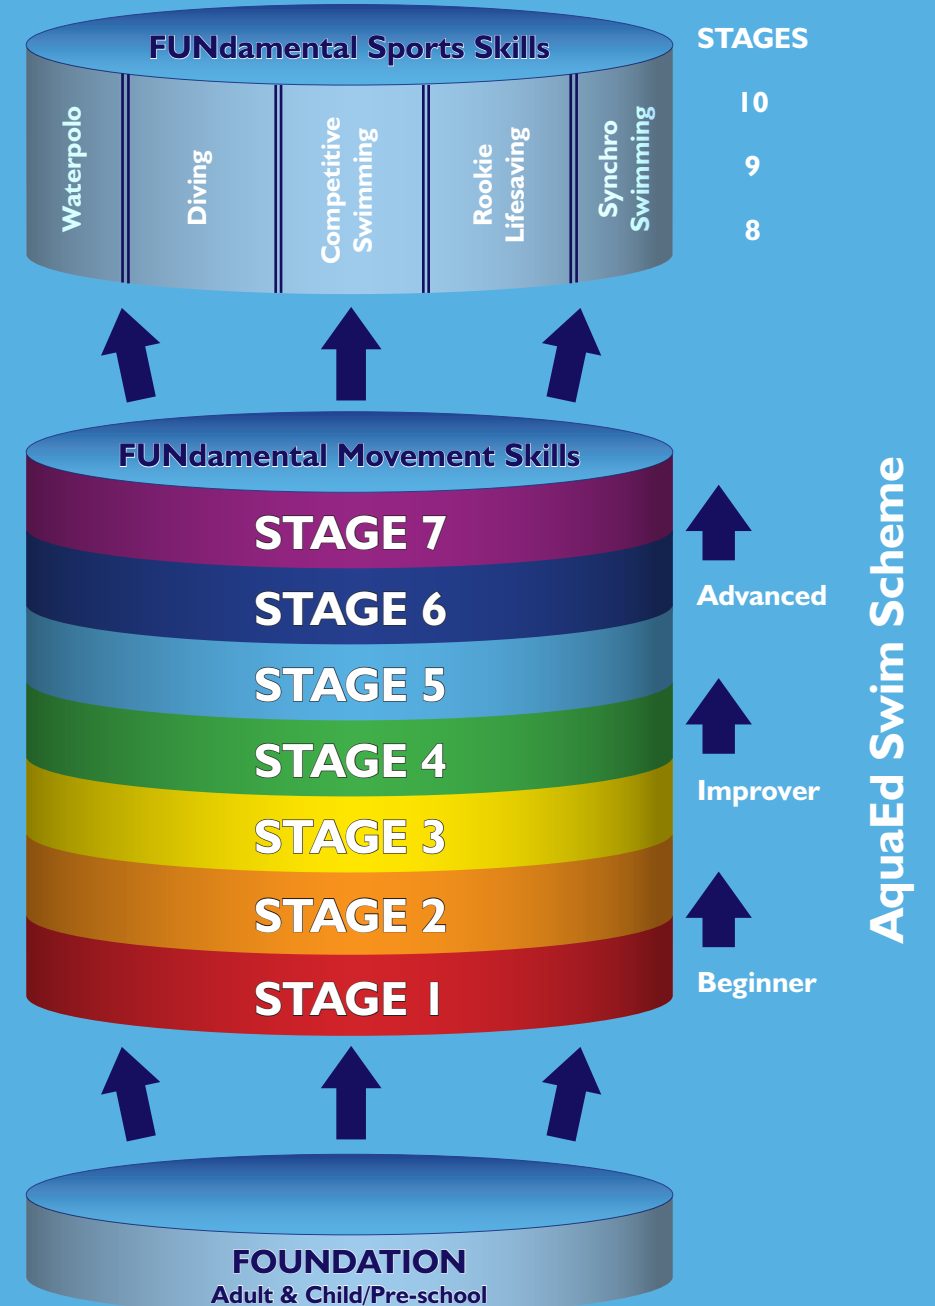 FUNdamental Sports Skills
STAGES
10
9
8
Waterpolo
Diving
Competitive
Swimming
Rookie
Lifesaving
Synchro
Swimming
FUNdamental Movement Skills
STAGE 7
STAGE 6
STAGE 5
STAGE 4
STAGE 3
STAGE 2
STAGE 1
Advanced
Improver
Beginner
AquaEd Swim Scheme
FOUNDATION
Adult & Child/Pre-school